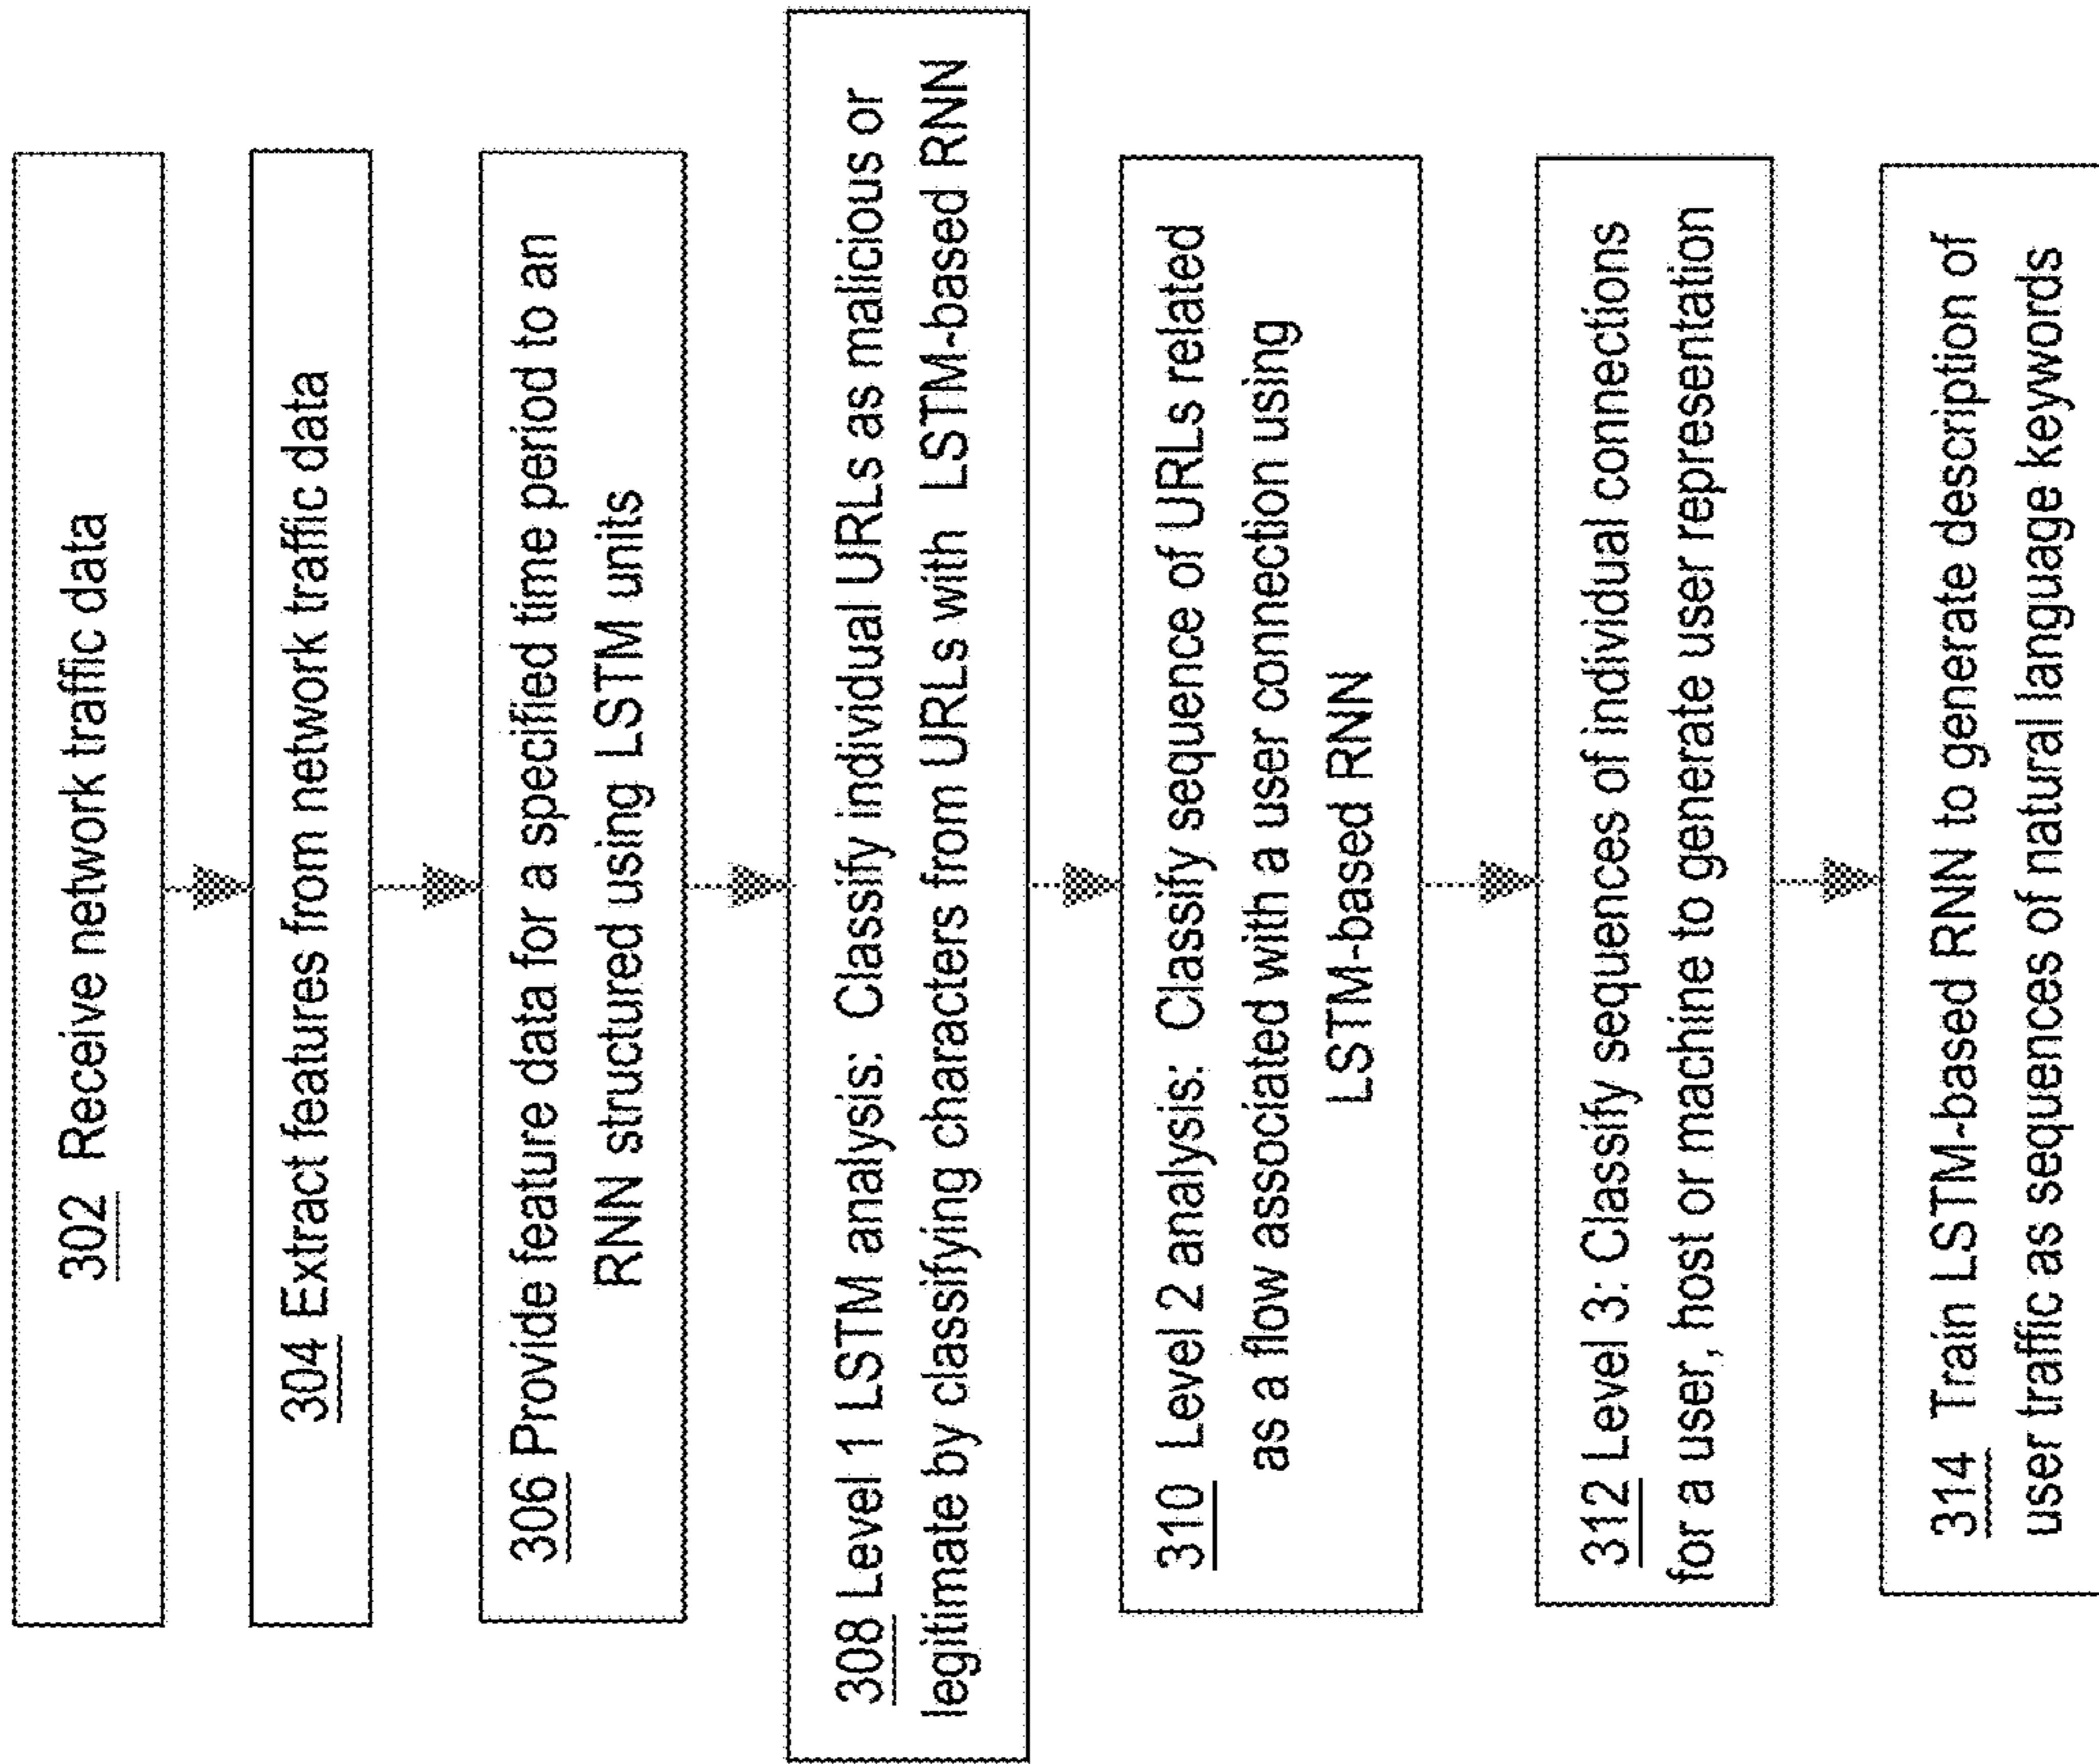 302 Receive network traffic data
304 Extract features from network traffic data
306 Provide feature data for a specified time period to an
RNN structured using LSTM units
308 Level 1 LSTM analysis: Classify individual URLs as malicious or
legitimate by classifying characters from URLs with LSTM-based RNN
310 Level 2 analysis: Classify sequence of URLs related
as a flow associated with a user connection using
LSTM-based RNN
312 Level 3: Classify sequences of individual connections
for a user, host or machine to generate user representation
314 Train LSTM-based RNN to generate description of
user traffic as sequences of natural language keywords